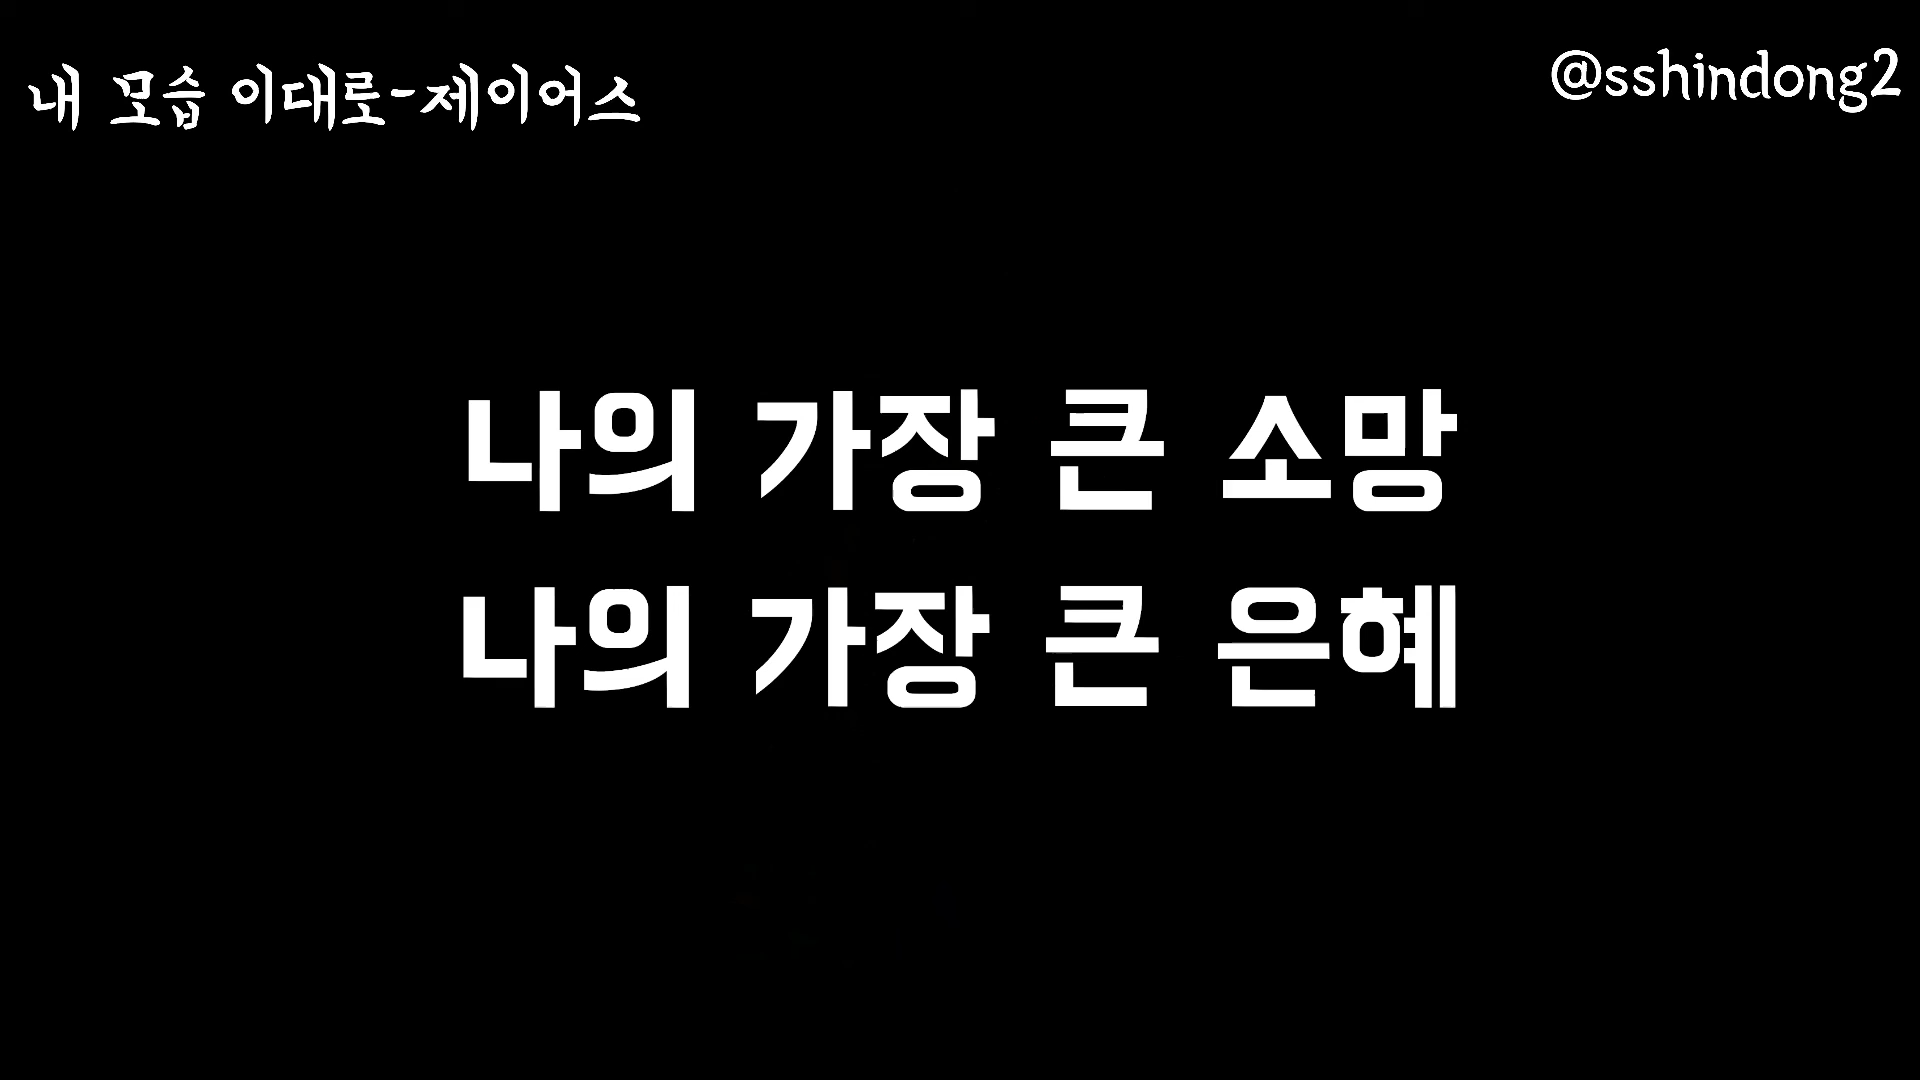 내 모습 이대로-제이어스
@sshindong2
나의 가장 큰 소망
나의 가장 큰 은혜